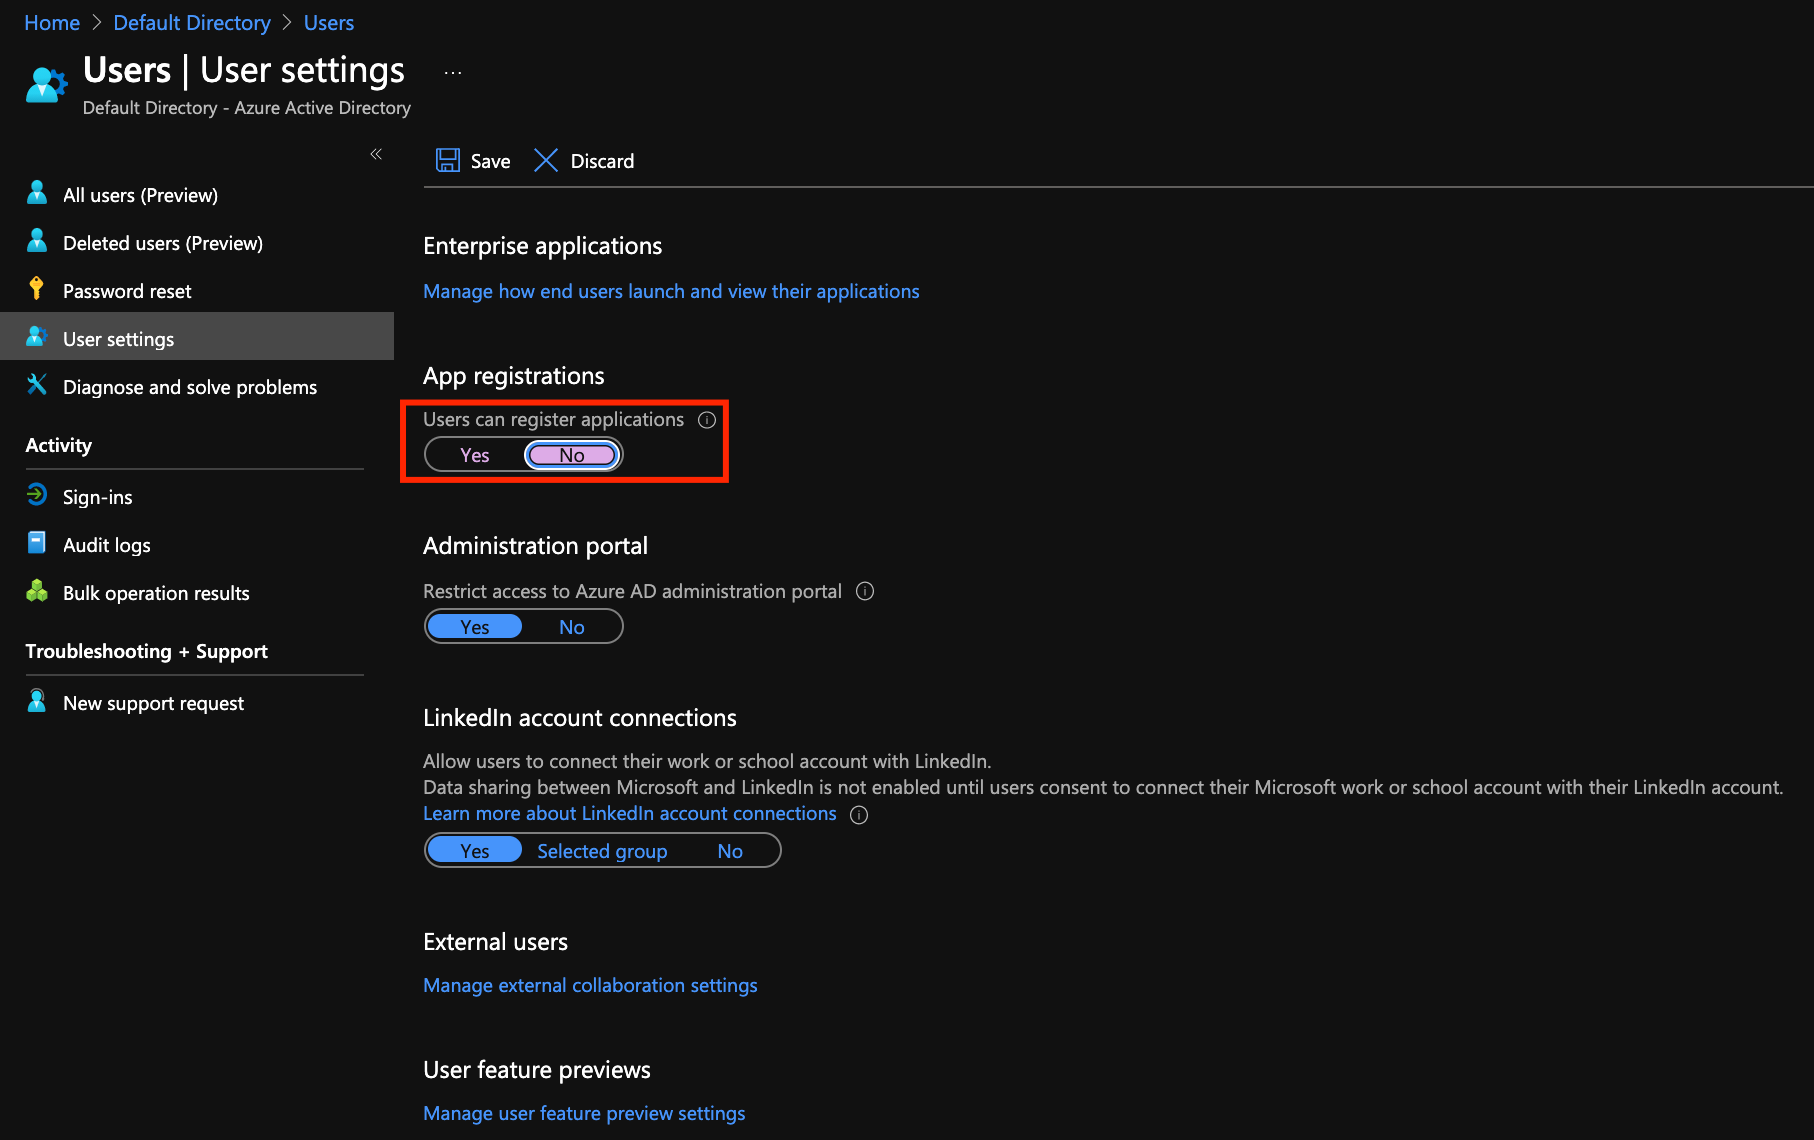 Home > Default Directory > Users
Users | User settings ...
Default Directory - Azure Active Directory
«
All users (Preview)
Deleted users (Preview)
Password reset
User settings
Diagnose and solve problems
Activity
Sign-ins
Audit logs
Bulk operation results
Troubleshooting + Support
New support request
Save Discard
Enterprise applications
Manage how end users launch and view their applications
App registrations
Users can register applications
Yes No
Administration portal
Restrict access to Azure AD administration portal
Yes No
LinkedIn account connections
Allow users to connect their work or school account with LinkedIn.
Data sharing between Microsoft and LinkedIn is not enabled until users consent to connect their Microsoft work or school account with their LinkedIn account.
Learn more about LinkedIn account connections
Yes Selected group No
External users
Manage external collaboration settings
User feature previews
Manage user feature preview settings